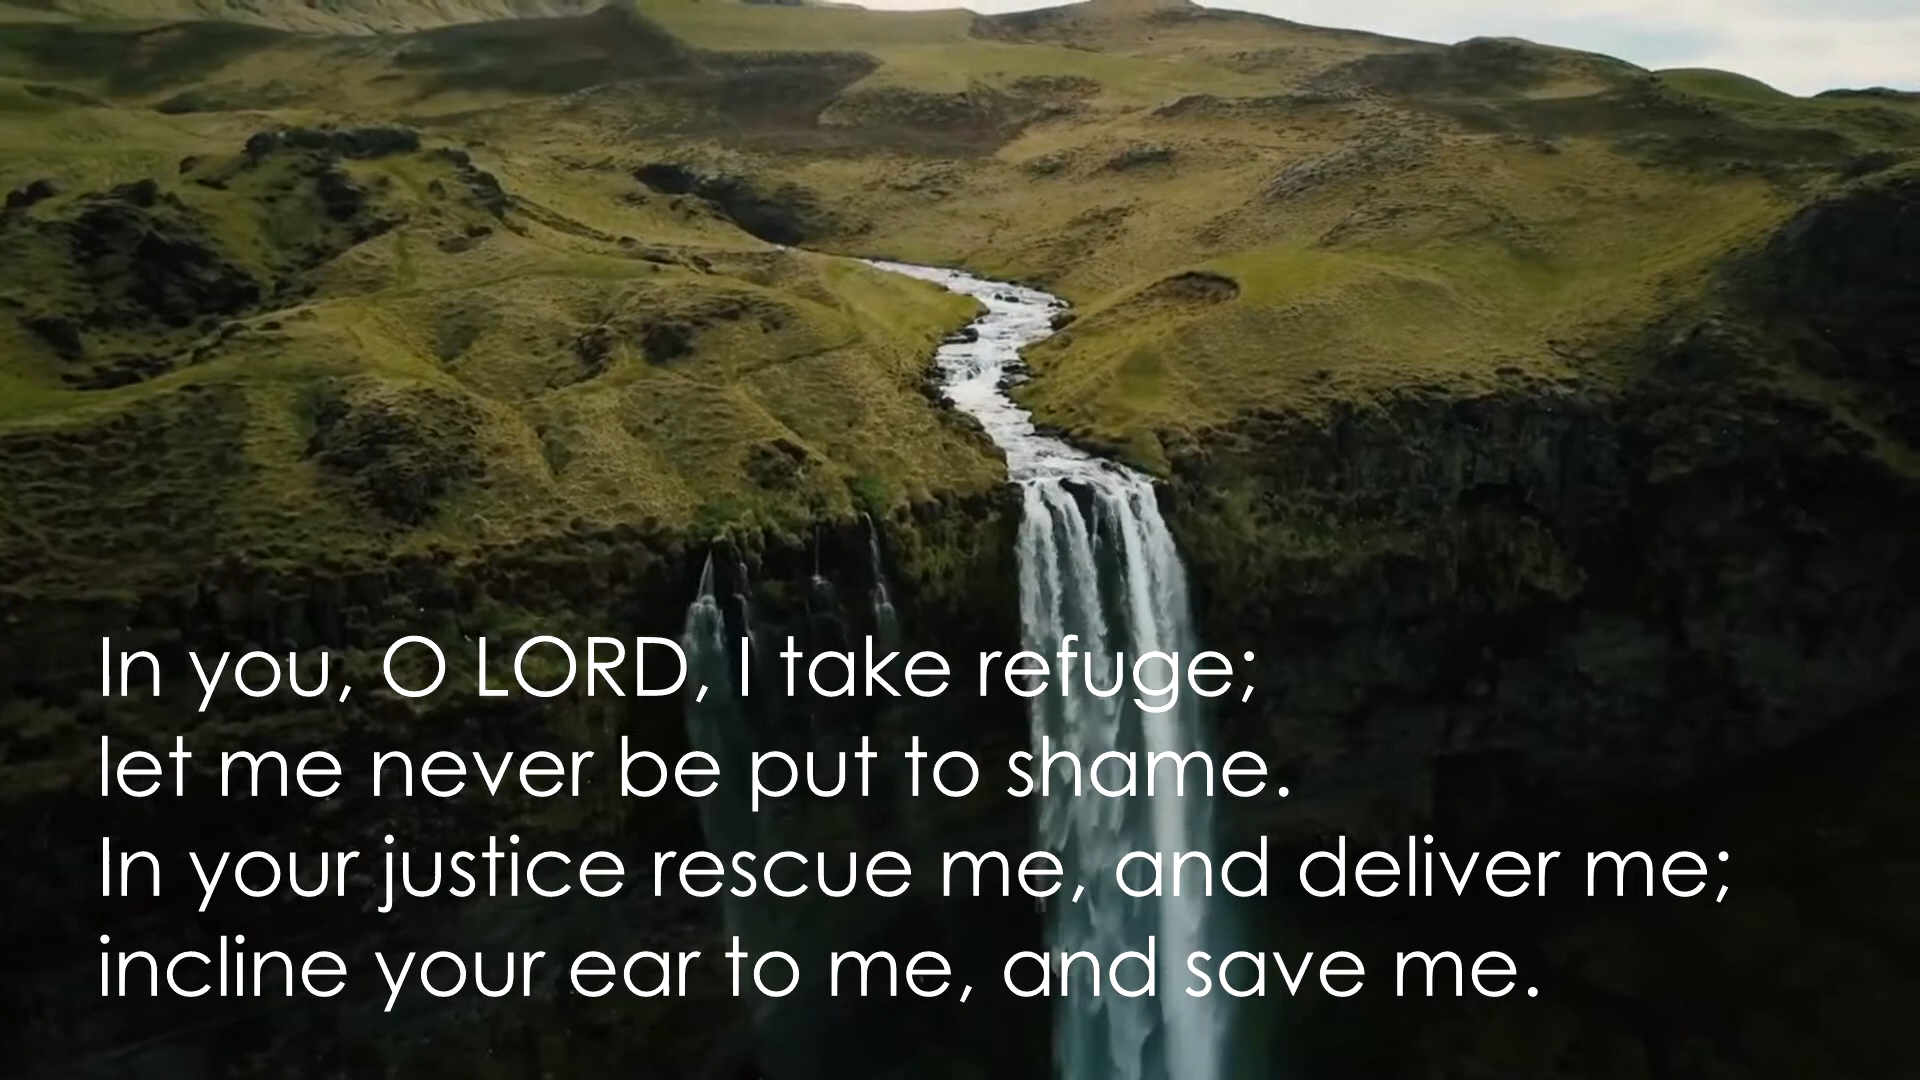 In you, O LORD, I take refuge;
let me never be put to shame.
In your justice rescue me, and deliver me;
incline your ear to me, and save me.